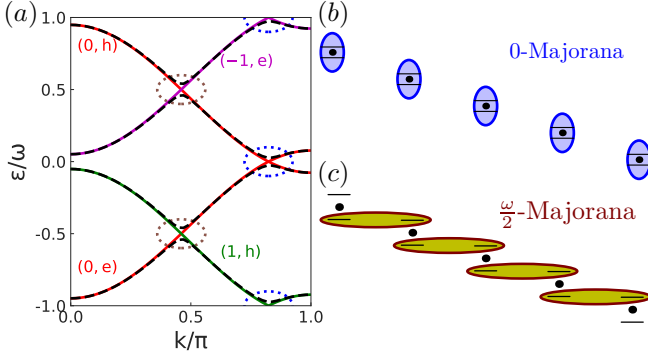 (a)
1.0
0.5
0.0
-0.5
-1.0
ε/ω
0.0
0.5
1.0
k/π
(0, h)
(−1, e)
(0, e)
(1, h)
(b)
0-Majorana
(c)
ω/2-Majorana